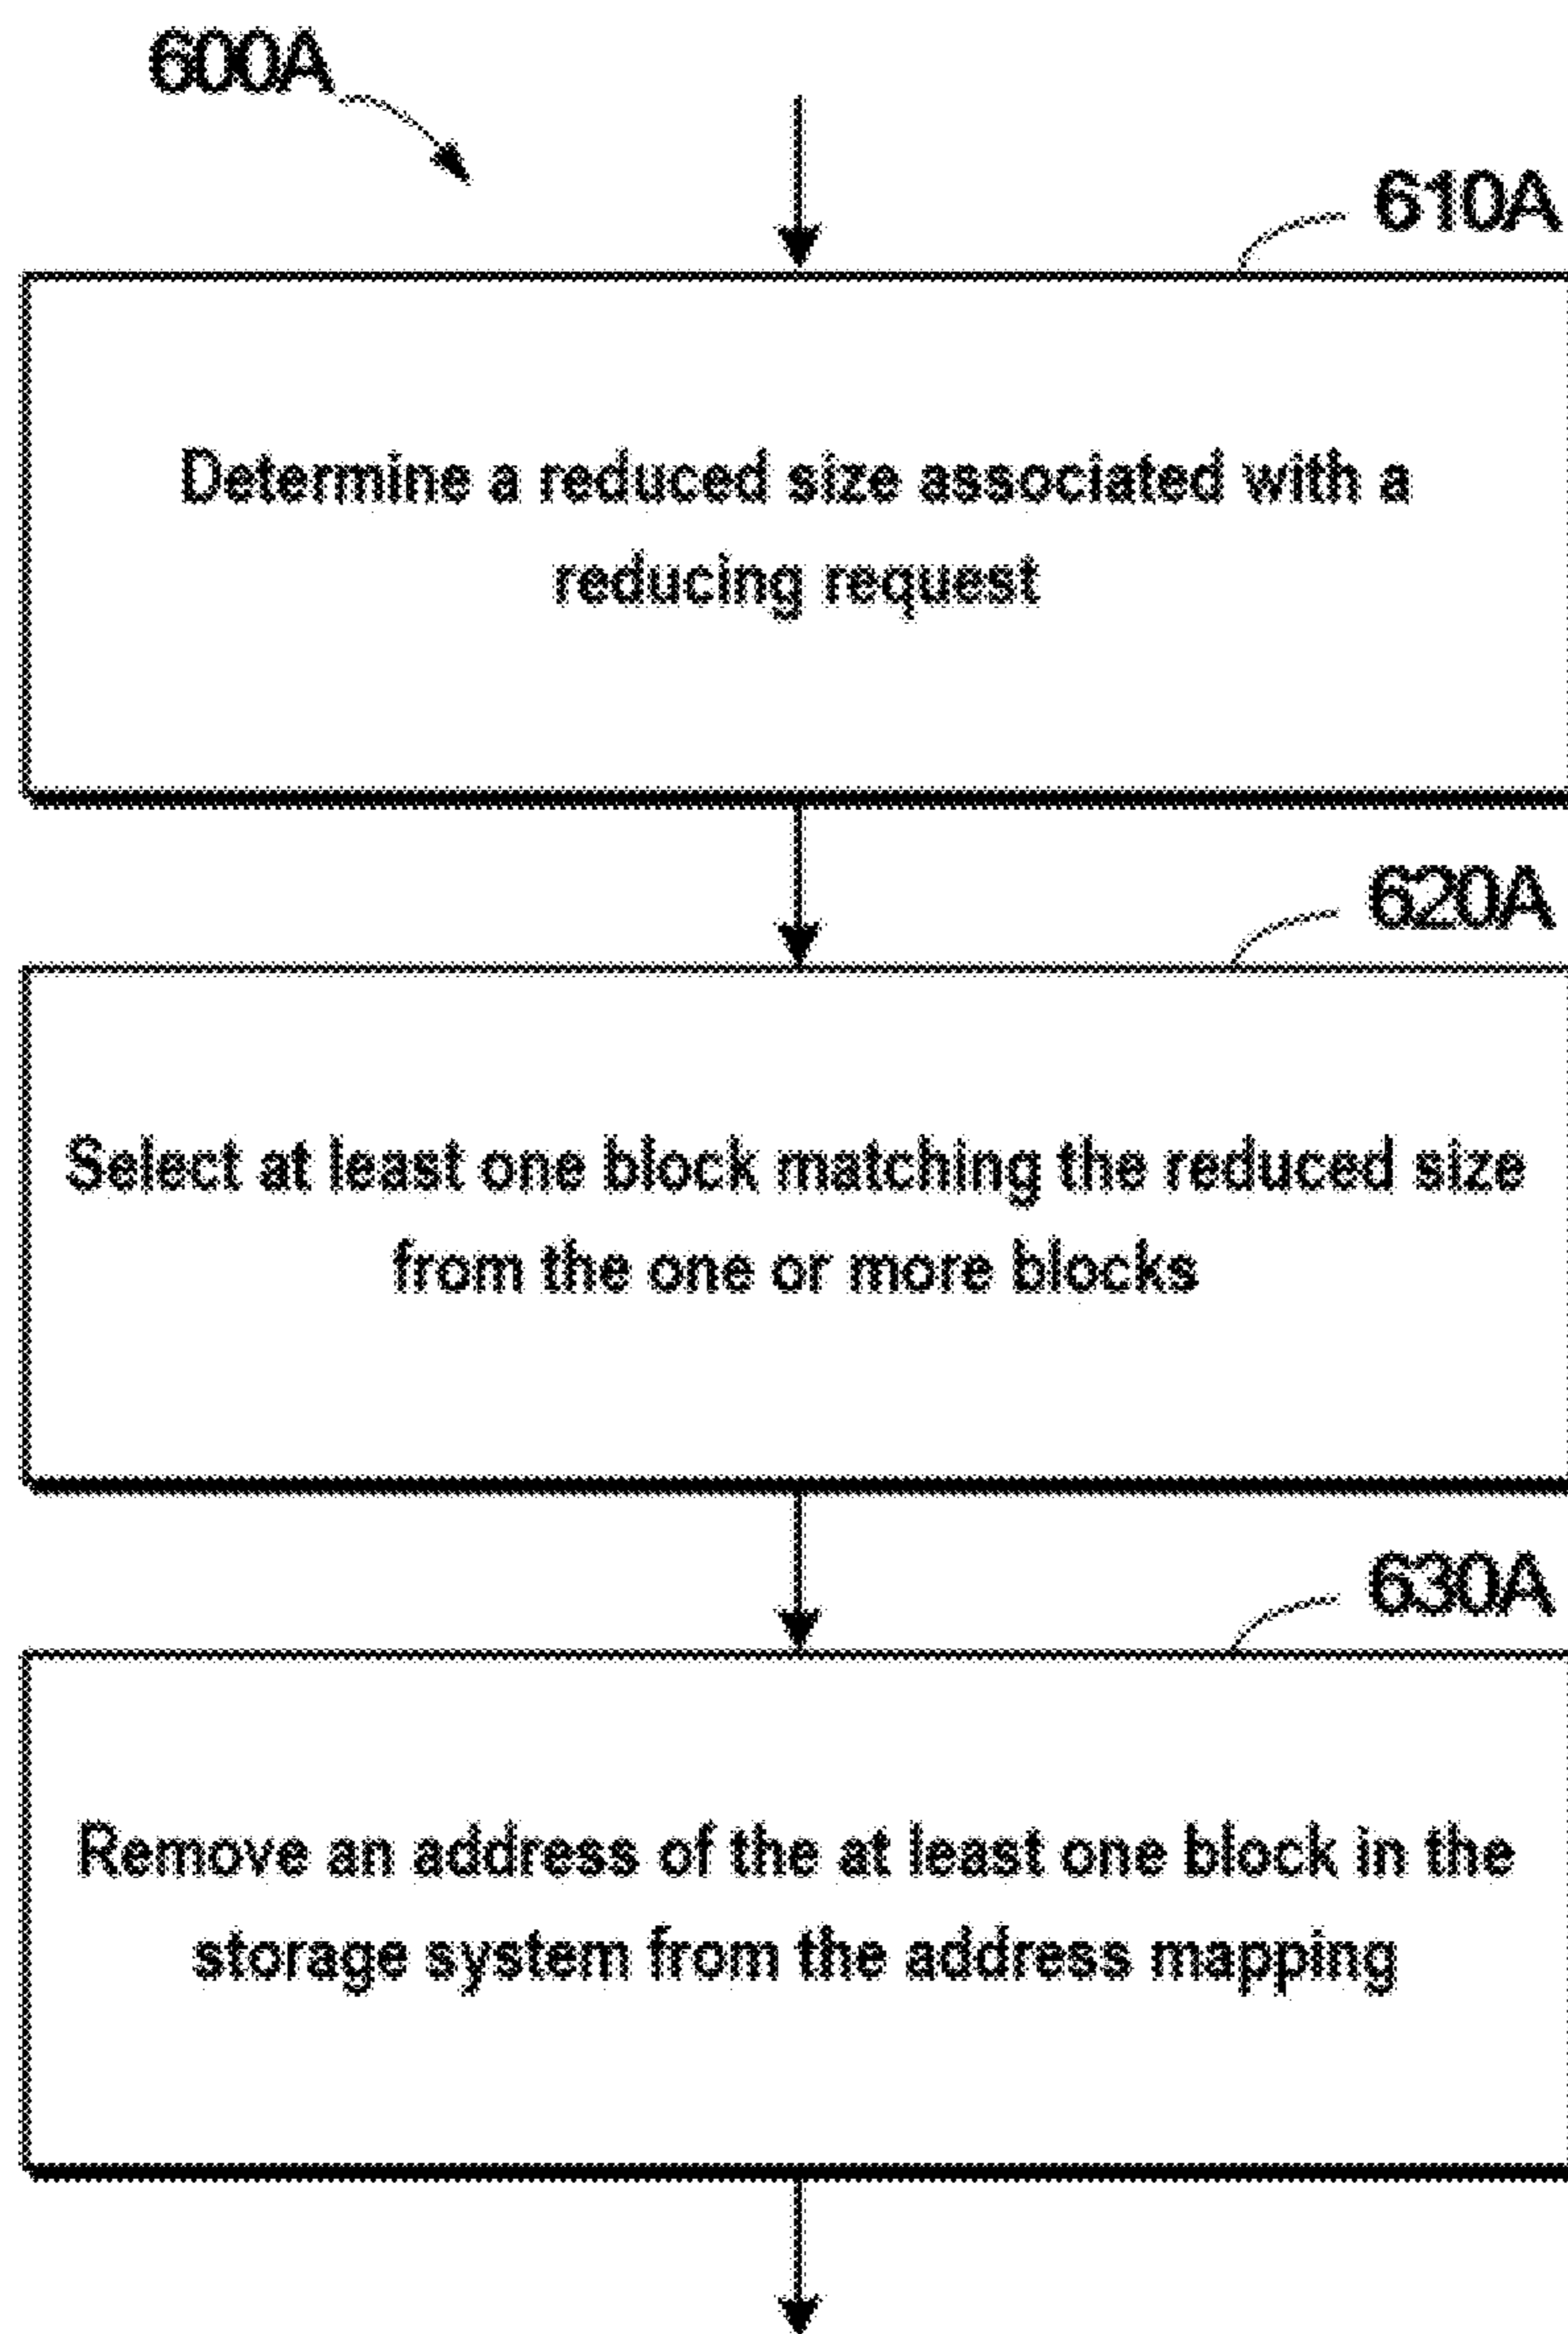 600A
610A
Determine a reduced size associated with a
reducing request
620A
Select at least one block matching the reduced size
from the one or more blocks
630A
Remove an address of the at least one block in the
storage system from the address mapping